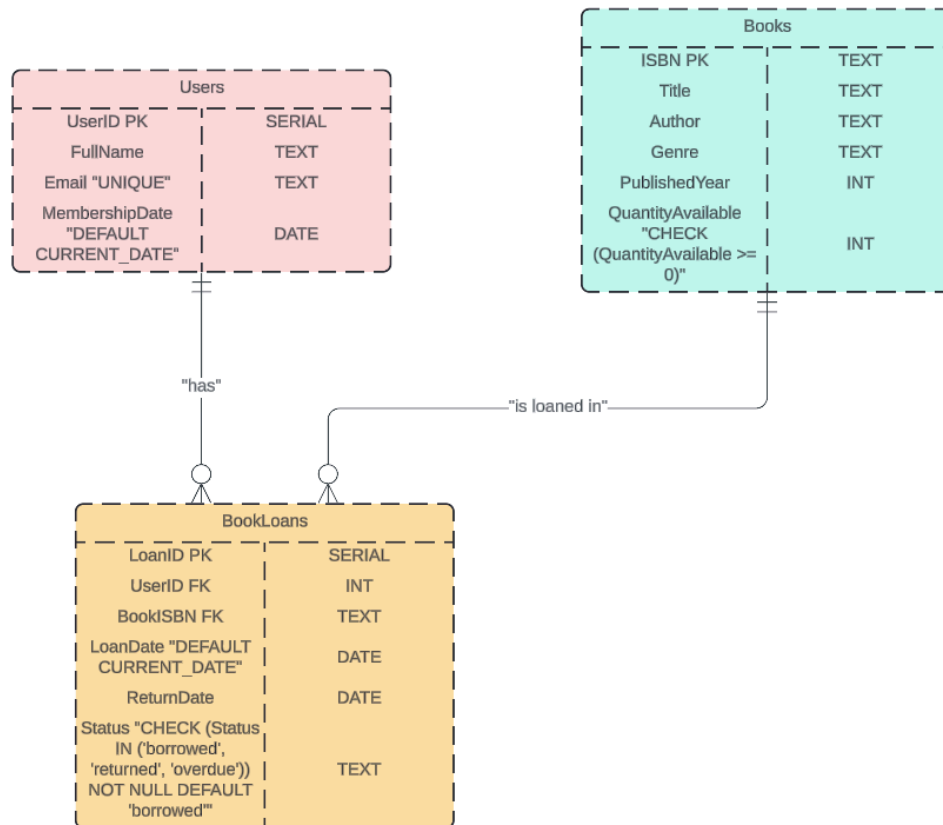 Books
ISBN PK TEXT
Title TEXT
Author TEXT
Genre TEXT
PublishedYear INT
QuantityAvailable
"CHECK
(QuantityAvailable >=
0)"
INT
Users
UserID PK SERIAL
FullName TEXT
Email "UNIQUE" TEXT
MembershipDate
"DEFAULT
CURRENT_DATE"
DATE
"has"
"is loaned in"
BookLoans
LoanID PK SERIAL
UserID FK INT
BookISBN FK TEXT
LoanDate "DEFAULT
CURRENT_DATE"
DATE
ReturnDate DATE
Status "CHECK (Status
IN ('borrowed',
'returned', 'overdue'))
NOT NULL DEFAULT
'borrowed'"
TEXT